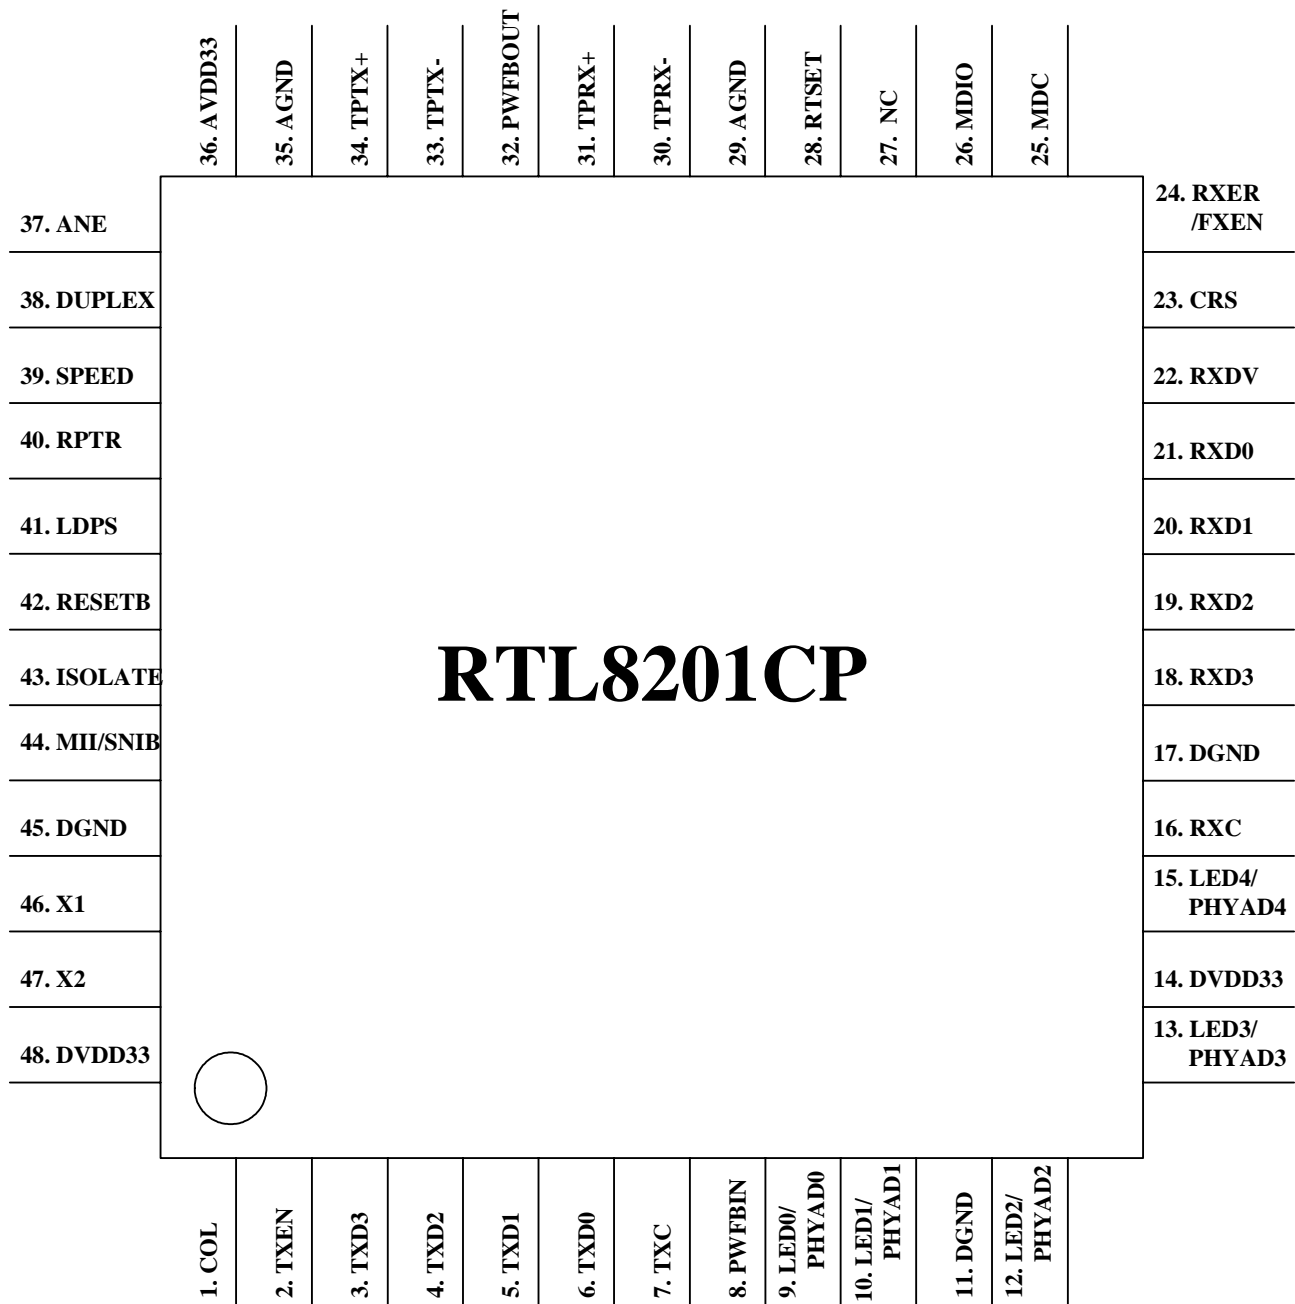 36. AVDD33
35. AGND
34. TPTX+
33. TPTX-
32. PWFBOUT
31. TPRX+
30. TPRX-
29. AGND
28. RTSET
27. NC
26. MDIO
25. MDC
37. ANE
38. DUPLEX
39. SPEED
40. RPTR
41. LDPS
42. RESETB
43. ISOLATE
44. MII/SNIB
45. DGND
46. X1
47. X2
48. DVDD33
RTL8201CP
24. RXER
/FXEN
23. CRS
22. RXDV
21. RXD0
20. RXD1
19. RXD2
18. RXD3
17. DGND
16. RXC
15. LED4/
PHYAD4
14. DVDD33
13. LED3/
PHYAD3
1. COL
2. TXEN
3. TXD3
4. TXD2
5. TXD1
6. TXD0
7. TXC
8. PWFBIN
9. LED0/
PHYAD0
10. LED1/
PHYAD1
11. DGND
12. LED2/
PHYAD2